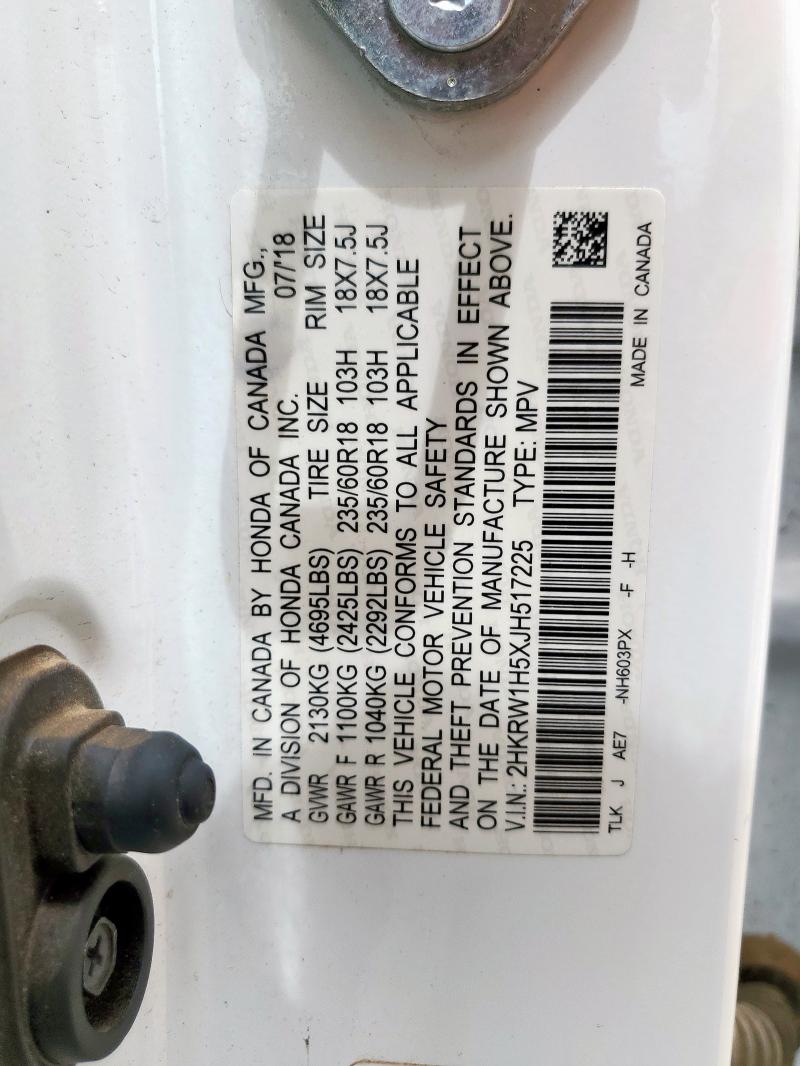 MFD. IN CANADA BY HONDA OF CANADA MFG.,
A DIVISION OF HONDA CANADA INC. 07/'18
GVWR 2130KG (4695LBS) TIRE SIZE RIM SIZE
GAWR F 1100KG (2425LBS) 235/60R18 103H 18X7.5J
GAWR R 1040KG (2292LBS) 235/60R18 103H 18X7.5J
THIS VEHICLE CONFORMS TO ALL APPLICABLE
FEDERAL MOTOR VEHICLE SAFETY
AND THEFT PREVENTION STANDARDS IN EFFECT
ON THE DATE OF MANUFACTURE SHOWN ABOVE.
V.I.N.: 2HKRW1H5XJH517225 TYPE: MPV
TLK J AE7 -NH603PX -F -H
MADE IN CANADA